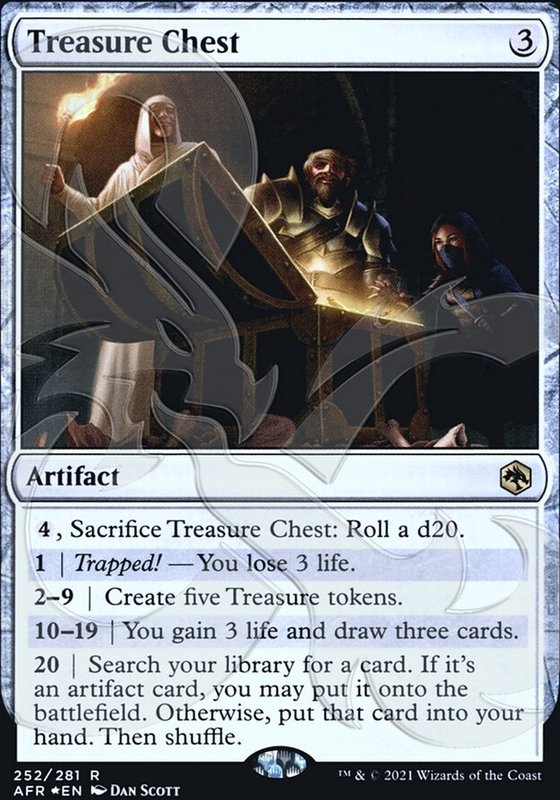 Treasure Chest 3
Artifact
4, Sacrifice Treasure Chest: Roll a d20.
1 | Trapped! — You lose 3 life.
2–9 | Create five Treasure tokens.
10–19 | You gain 3 life and draw three cards.
20 | Search your library for a card. If it's
an artifact card, you may put it onto the
battlefield. Otherwise, put that card into your
hand. Then shuffle.
252/281 R
AFR ★ EN Dan Scott
™ & © 2021 Wizards of the Coast